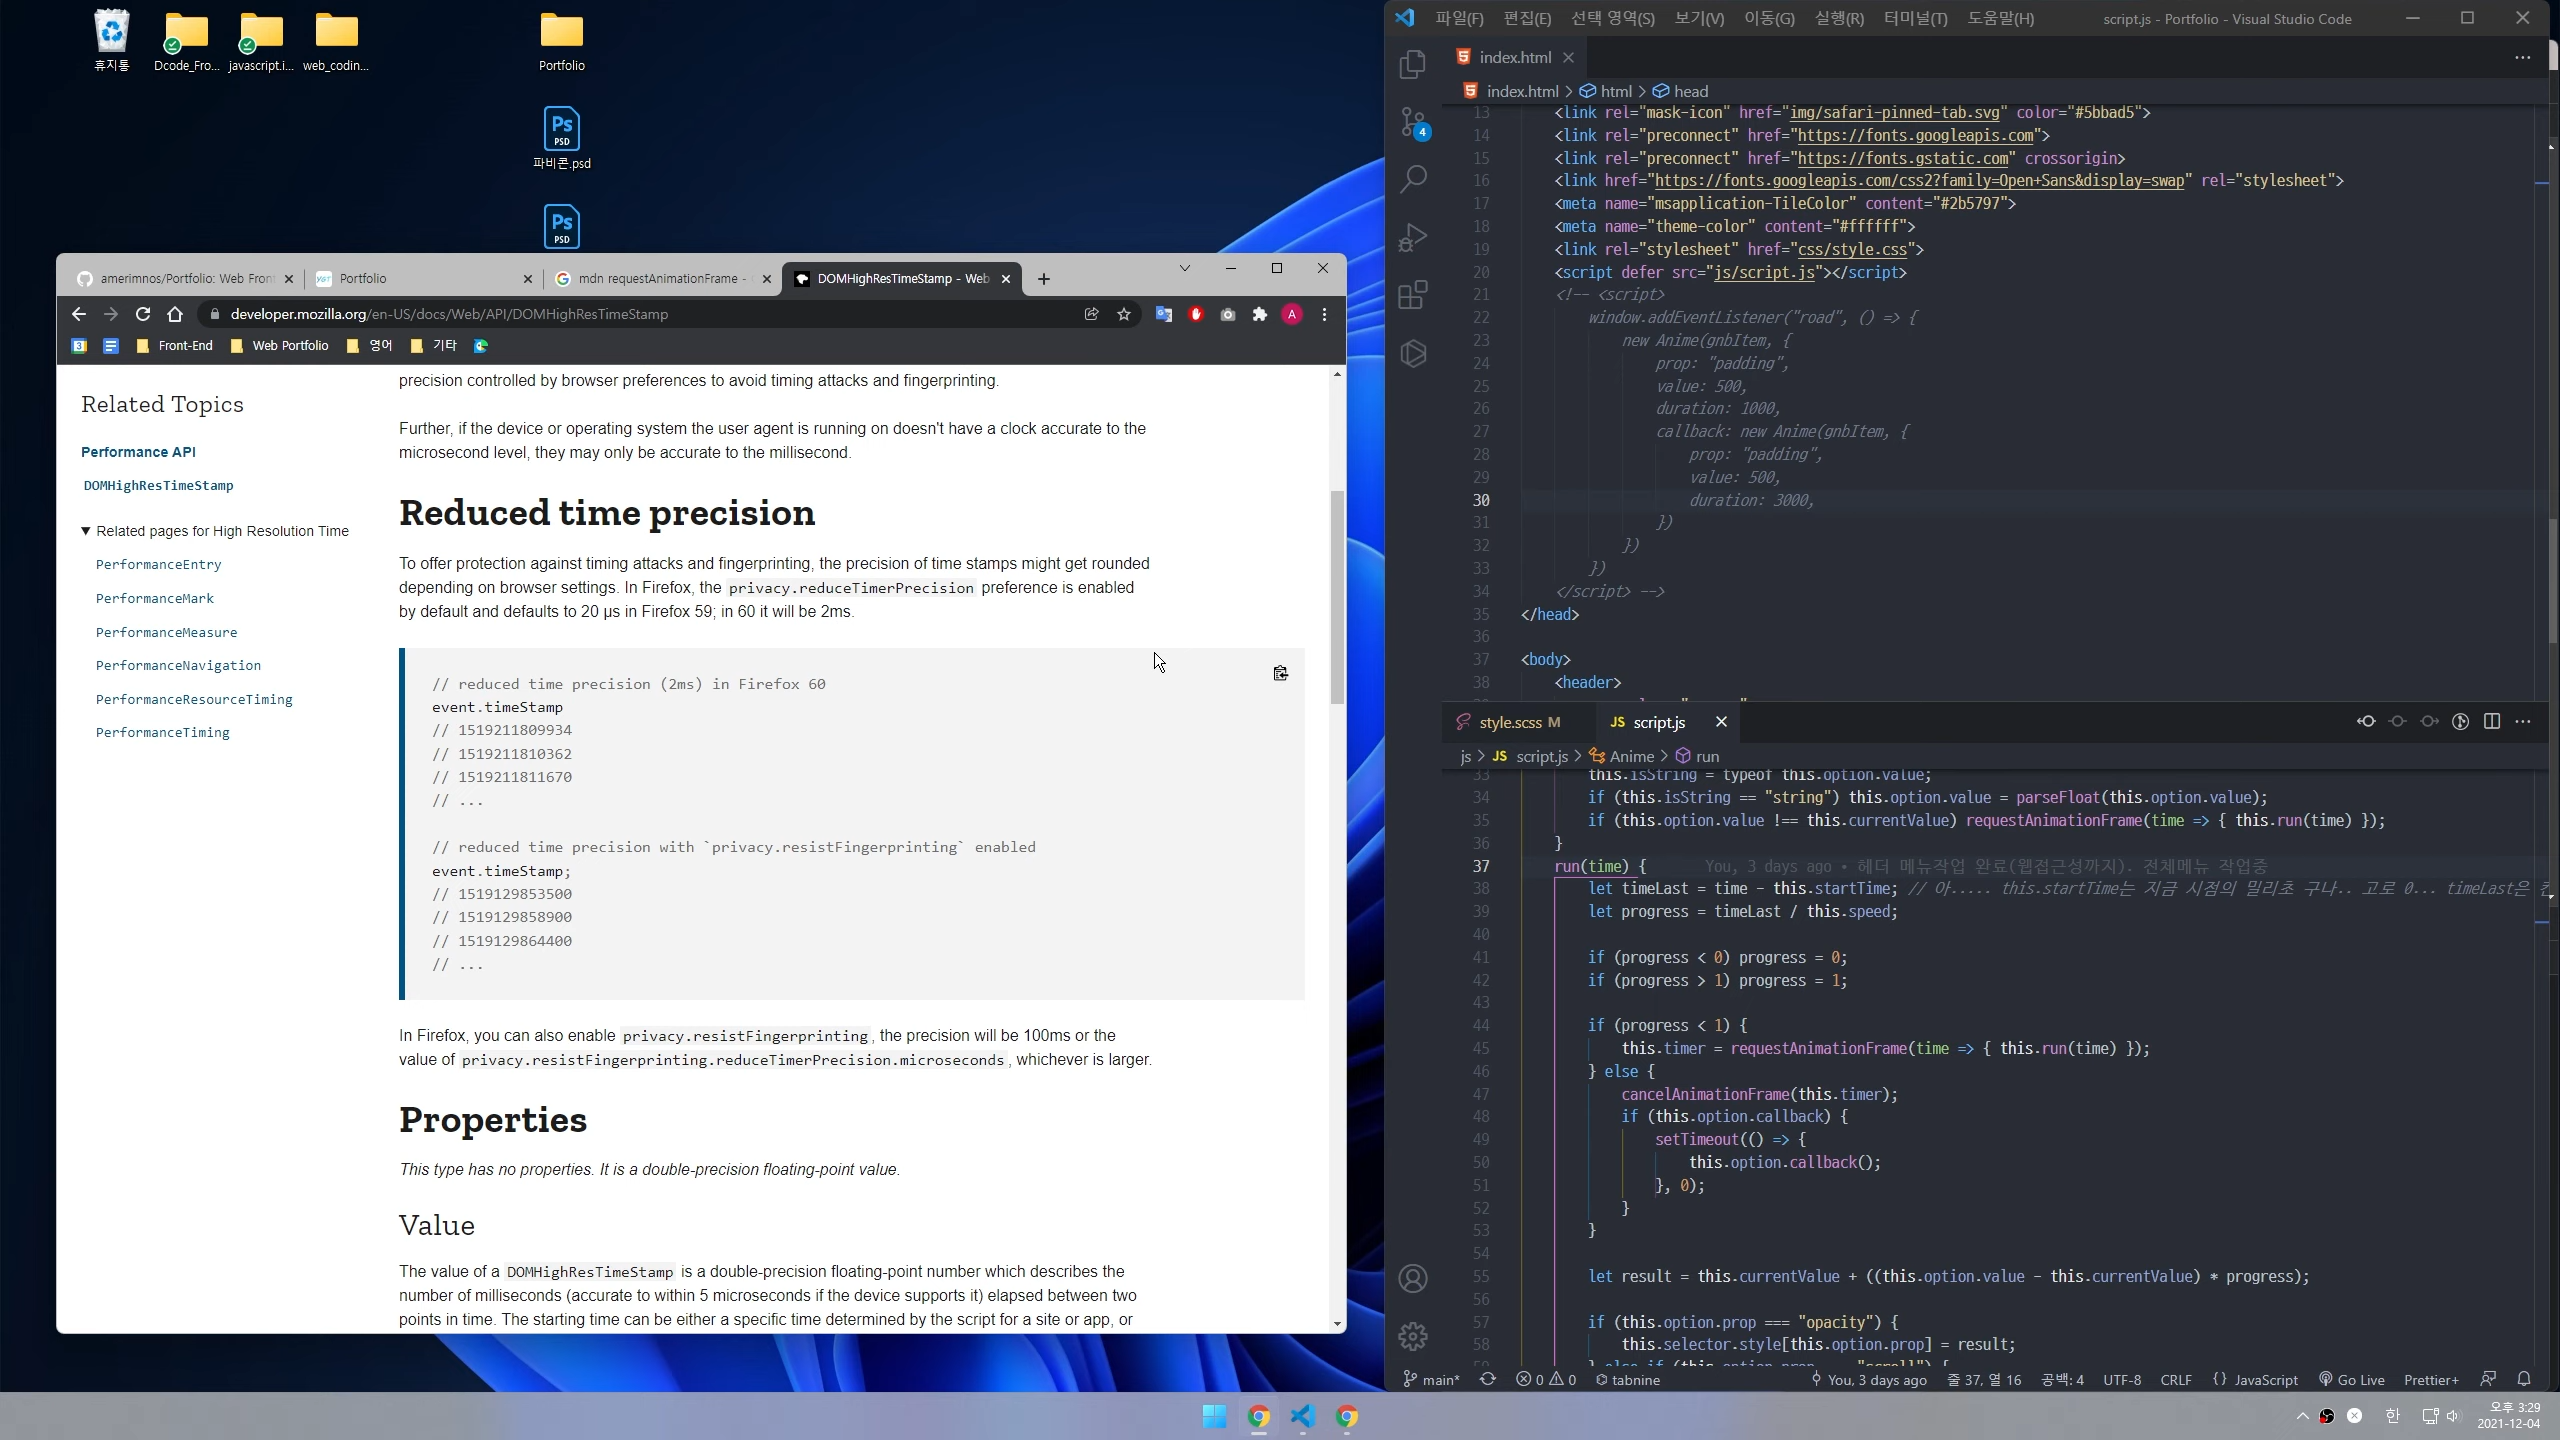 휴지통
Dcode_Fro...
javascript.i...
web_codin...
Portfolio
Ps
PSD
파비콘.psd
Ps
PSD
amerimnos/Portfolio: Web Front
Portfolio
mdn requestAnimationFrame -
DOMHighResTimeStamp - Web
developer.mozilla.org/en-US/docs/Web/API/DOMHighResTimeStamp
A
Front-End
Web Portfolio
영어
기타
Related Topics
Performance API
DOMHighResTimeStamp
▼ Related pages for High Resolution Time
PerformanceEntry
PerformanceMark
PerformanceMeasure
PerformanceNavigation
PerformanceResourceTiming
PerformanceTiming
precision controlled by browser preferences to avoid timing attacks and fingerprinting.
Further, if the device or operating system the user agent is running on doesn't have a clock accurate to the
microsecond level, they may only be accurate to the millisecond.
Reduced time precision
To offer protection against timing attacks and fingerprinting, the precision of time stamps might get rounded
depending on browser settings. In Firefox, the privacy.reduceTimerPrecision preference is enabled
by default and defaults to 20 μs in Firefox 59; in 60 it will be 2ms.
// reduced time precision (2ms) in Firefox 60
event.timeStamp
// 1519211809934
// 1519211810362
// 1519211811670
// ...
// reduced time precision with `privacy.resistFingerprinting` enabled
event.timeStamp;
// 1519129853500
// 1519129858900
// 1519129864400
// ...
In Firefox, you can also enable privacy.resistFingerprinting, the precision will be 100ms or the
value of privacy.resistFingerprinting.reduceTimerPrecision.microseconds, whichever is larger.
Properties
This type has no properties. It is a double-precision floating-point value.
Value
The value of a DOMHighResTimeStamp is a double-precision floating-point number which describes the
number of milliseconds (accurate to within 5 microseconds if the device supports it) elapsed between two
points in time. The starting time can be either a specific time determined by the script for a site or app, or
파일(F) 편집(E) 선택 영역(S) 보기(V) 이동(G) 실행(R) 터미널(T) 도움말(H)
script.js - Portfolio - Visual Studio Code
index.html
index.html > html > head
4
13 <link rel="mask-icon" href="img/safari-pinned-tab.svg" color="#5bbad5">
14 <link rel="preconnect" href="https://fonts.googleapis.com">
15 <link rel="preconnect" href="https://fonts.gstatic.com" crossorigin>
16 <link href="https://fonts.googleapis.com/css2?family=Open+Sans&display=swap" rel="stylesheet">
17 <meta name="msapplication-TileColor" content="#2b5797">
18 <meta name="theme-color" content="#ffffff">
19 <link rel="stylesheet" href="css/style.css">
20 <script defer src="js/script.js"></script>
21 <!-- <script>
22 window.addEventListener("road", () => {
23 new Anime(gnbItem, {
24 prop: "padding",
25 value: 500,
26 duration: 1000,
27 callback: new Anime(gnbItem, {
28 prop: "padding",
29 value: 500,
30 duration: 3000,
31 })
32 })
33 })
34 </script> -->
35 </head>
36
37 <body>
38 <header>
style.scss M
JS script.js
js > JS script.js > Anime > run
33 this.isString = typeof this.option.value;
34 if (this.isString == "string") this.option.value = parseFloat(this.option.value);
35 if (this.option.value !== this.currentValue) requestAnimationFrame(time => { this.run(time) });
36 }
37 run(time) { You, 3 days ago • 헤더 메뉴작업 완료(웹접근성까지). 전체메뉴 작업중
38 let timeLast = time - this.startTime; // 아..... this.startTime는 지금 시점의 밀리초 구나.. 고로 0... timeLast은
39 let progress = timeLast / this.speed;
40
41 if (progress < 0) progress = 0;
42 if (progress > 1) progress = 1;
43
44 if (progress < 1) {
45 this.timer = requestAnimationFrame(time => { this.run(time) });
46 } else {
47 cancelAnimationFrame(this.timer);
48 if (this.option.callback) {
49 setTimeout(() => {
50 this.option.callback();
51 }, 0);
52 }
53 }
54
55 let result = this.currentValue + ((this.option.value - this.currentValue) * progress);
56
57 if (this.option.prop === "opacity") {
58 this.selector.style[this.option.prop] = result;
main* 0 0 tabnine
You, 3 days ago 줄 37, 열 16 공백: 4 UTF-8 CRLF {} JavaScript Go Live Prettier+
한
오후 3:29
2021-12-04